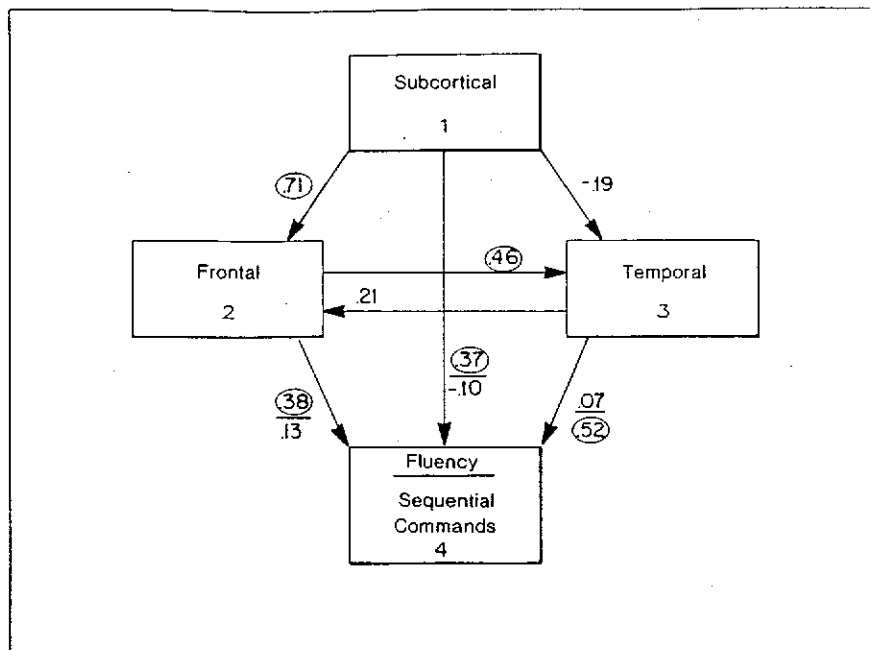 Subcortical
1
.71
-.19
Frontal
2
.46
.21
Temporal
3
.37
-.10
.38
.13
.07
.52
Fluency
Sequential
Commands
4